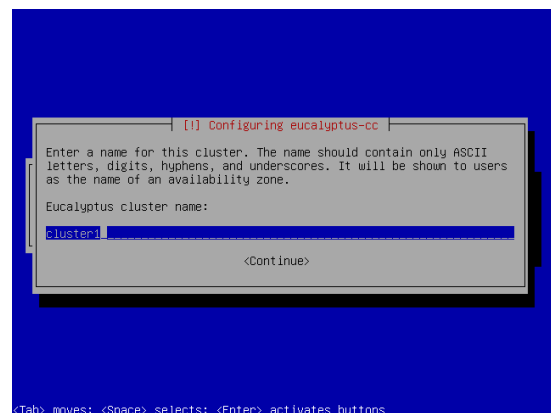 [!] Configuring eucalyptus-cc
Enter a name for this cluster. The name should contain only ASCII
letters, digits, hyphens, and underscores. It will be shown to users
as the name of an availability zone.
Eucalyptus cluster name:
cluster1
<Continue>
<Tab> moves; <Space> selects; <Enter> activates buttons